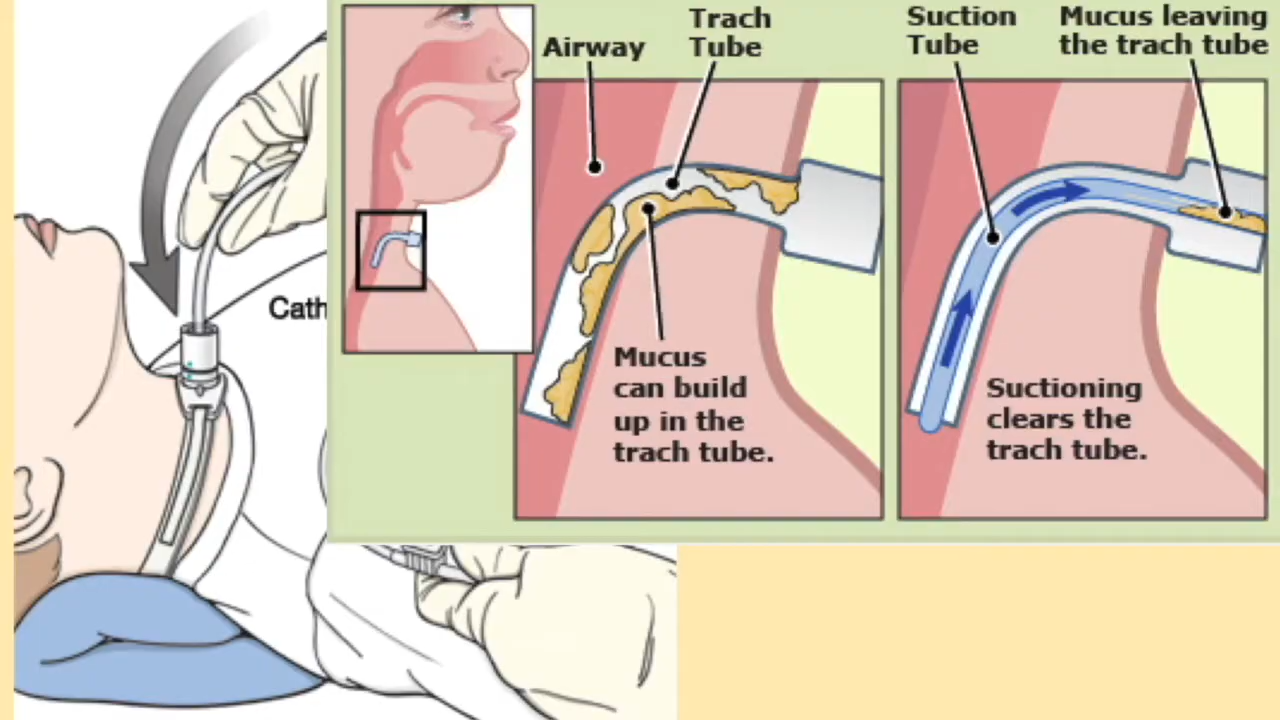 Airway
Trach
Tube
Suction
Tube
Mucus leaving
the trach tube
Cath
Mucus
can build
up in the
trach tube.
Suctioning
clears the
trach tube.